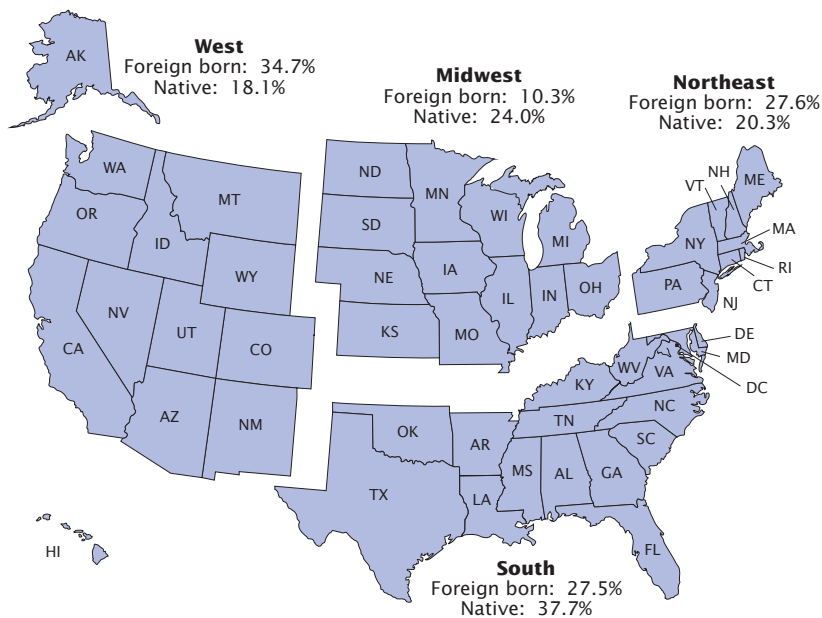 AK
West
Foreign born: 34.7%
Native: 18.1%
Midwest
Foreign born: 10.3%
Native: 24.0%
Northeast
Foreign born: 27.6%
Native: 20.3%
WA
OR
MT
ID
WY
NV
UT
CO
CA
AZ
NM
HI
ND
SD
NE
KS
MN
IA
MO
WI
IL
MI
IN
OH
VT
NH
ME
MA
NY
RI
CT
PA
NJ
DE
MD
DC
WV
VA
KY
NC
TN
SC
OK
AR
TX
LA
MS
AL
GA
FL
South
Foreign born: 27.5%
Native: 37.7%